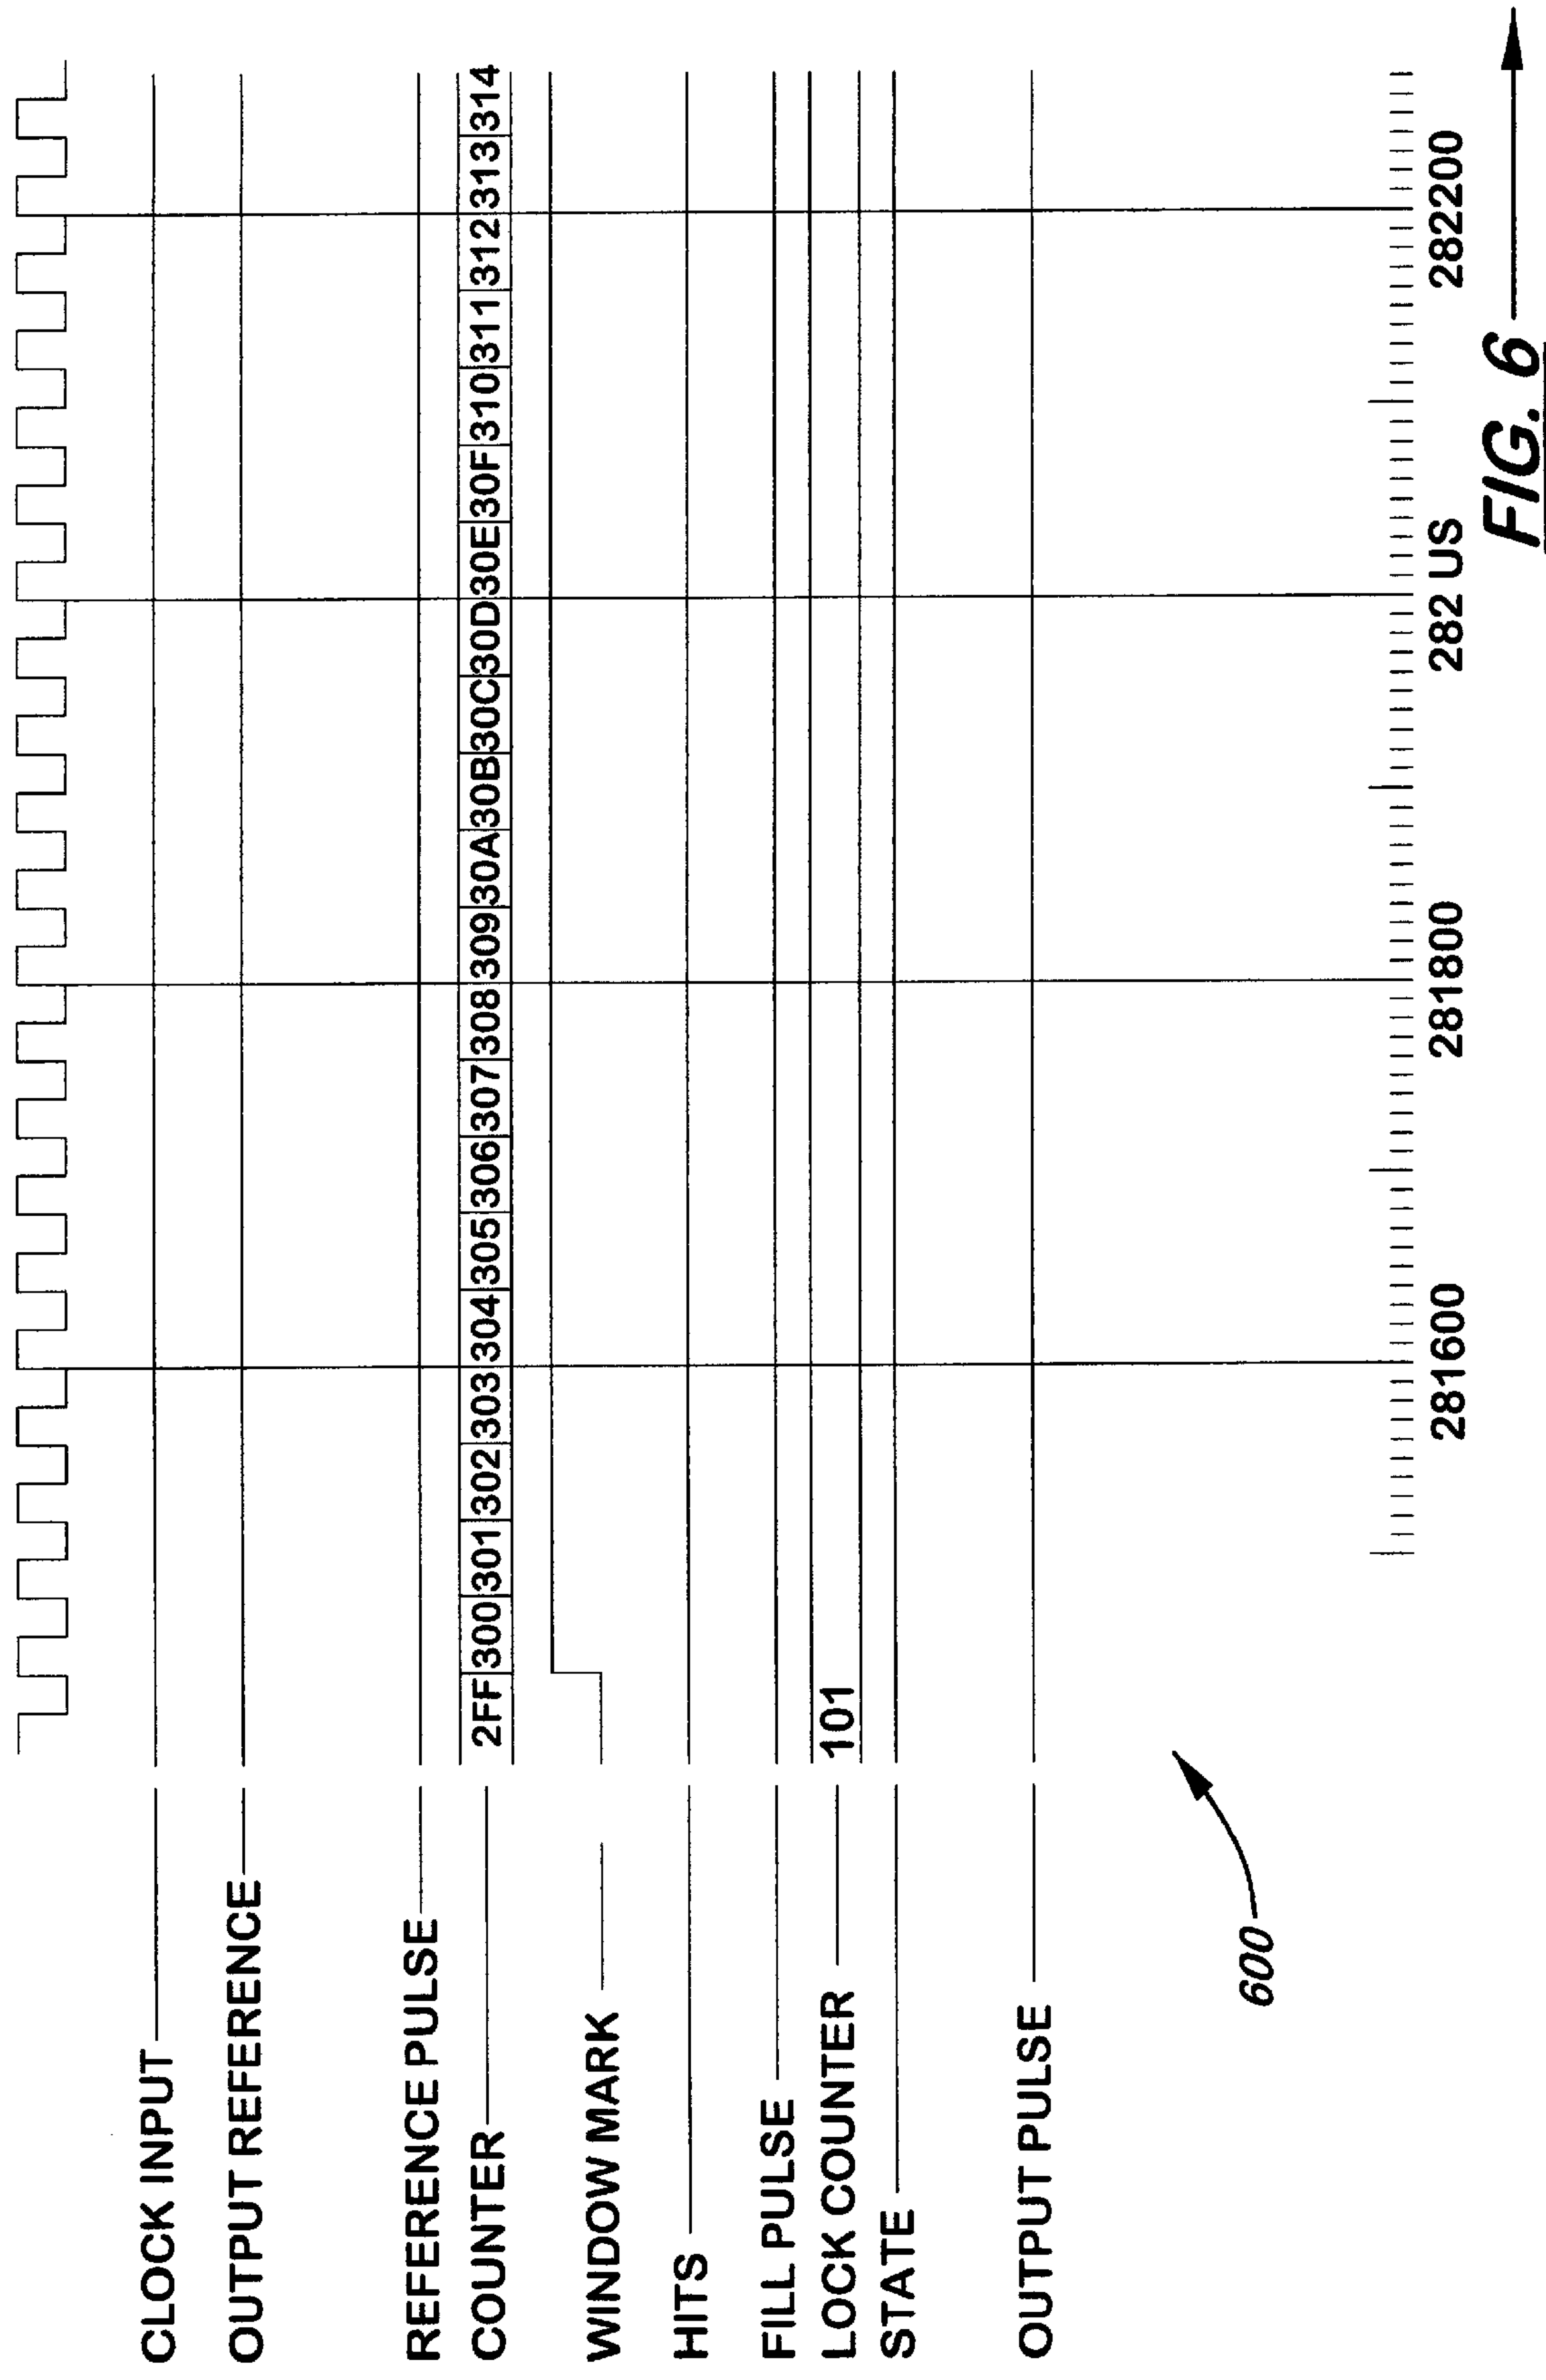 CLOCK INPUT
OUTPUT REFERENCE
REFERENCE PULSE
COUNTER
2FF 300 301 302 303 304 305 306 307 308 309 30A 30B 30C 30D 30E 30F 310 311 312 313 314
WINDOW MARK
HITS
FILL PULSE
LOCK COUNTER
101
STATE
OUTPUT PULSE
600
281600 281800 282 US 282200
FIG. 6